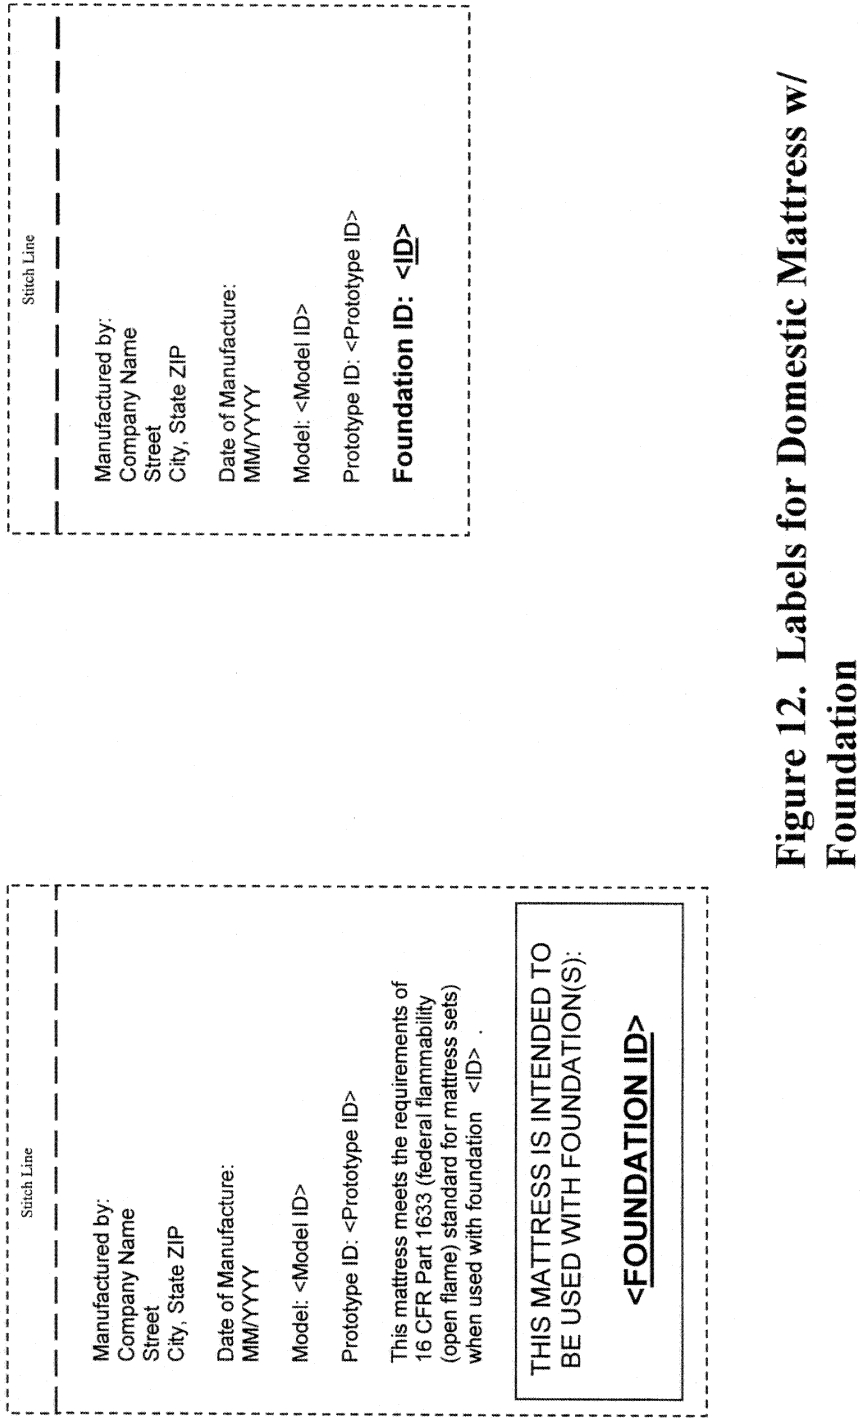 Stitch Line
Manufactured by:
Company Name
Street
City, State ZIP
Date of Manufacture:
MM/YYYY
Model: <Model ID>
Prototype ID: <Prototype ID>
This mattress meets the requirements of
16 CFR Part 1633 (federal flammability
(open flame) standard for mattress sets)
when used with foundation <ID> .
THIS MATTRESS IS INTENDED TO
BE USED WITH FOUNDATION(S):
<FOUNDATION ID>
Stitch Line
Manufactured by:
Company Name
Street
City, State ZIP
Date of Manufacture:
MM/YYYY
Model: <Model ID>
Prototype ID: <Prototype ID>
Foundation ID: <ID>
Figure 12. Labels for Domestic Mattress w/
Foundation